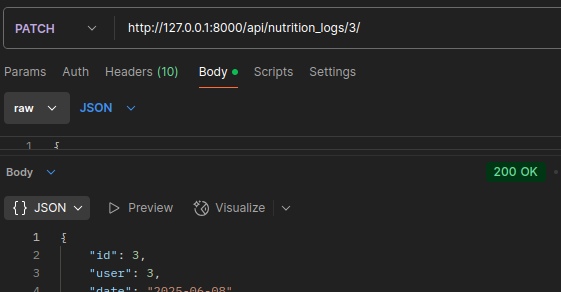 PATCH http://127.0.0.1:8000/api/nutrition_logs/3/
Params Auth Headers (10) Body Scripts Settings
raw JSON
1 {
Body 200 OK
{} JSON Preview Visualize
1 {
2 "id": 3,
3 "user": 3,
4 "date": "2025-06-08"